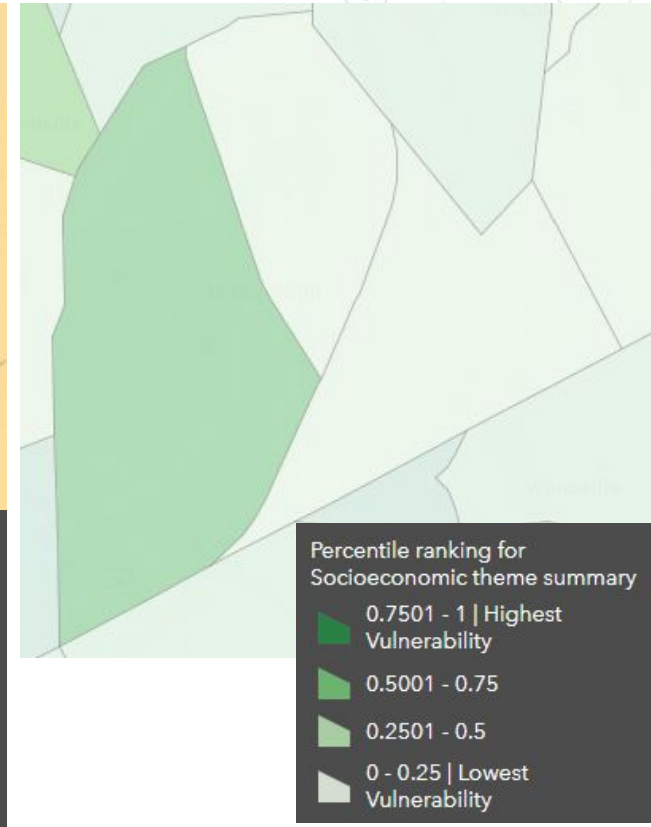 Percentile ranking for
Socioeconomic theme summary
0.7501 - 1 | Highest
Vulnerability
0.5001 - 0.75
0.2501 - 0.5
0 - 0.25 | Lowest
Vulnerability